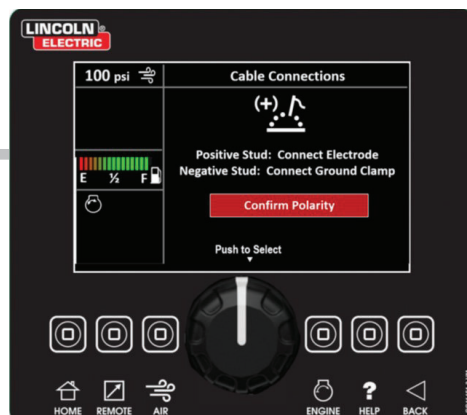 LINCOLN
ELECTRIC
100 psi
Cable Connections
(+)
Positive Stud: Connect Electrode
Negative Stud: Connect Ground Clamp
E ½ F
Confirm Polarity
Push to Select
HOME REMOTE AIR ENGINE HELP BACK